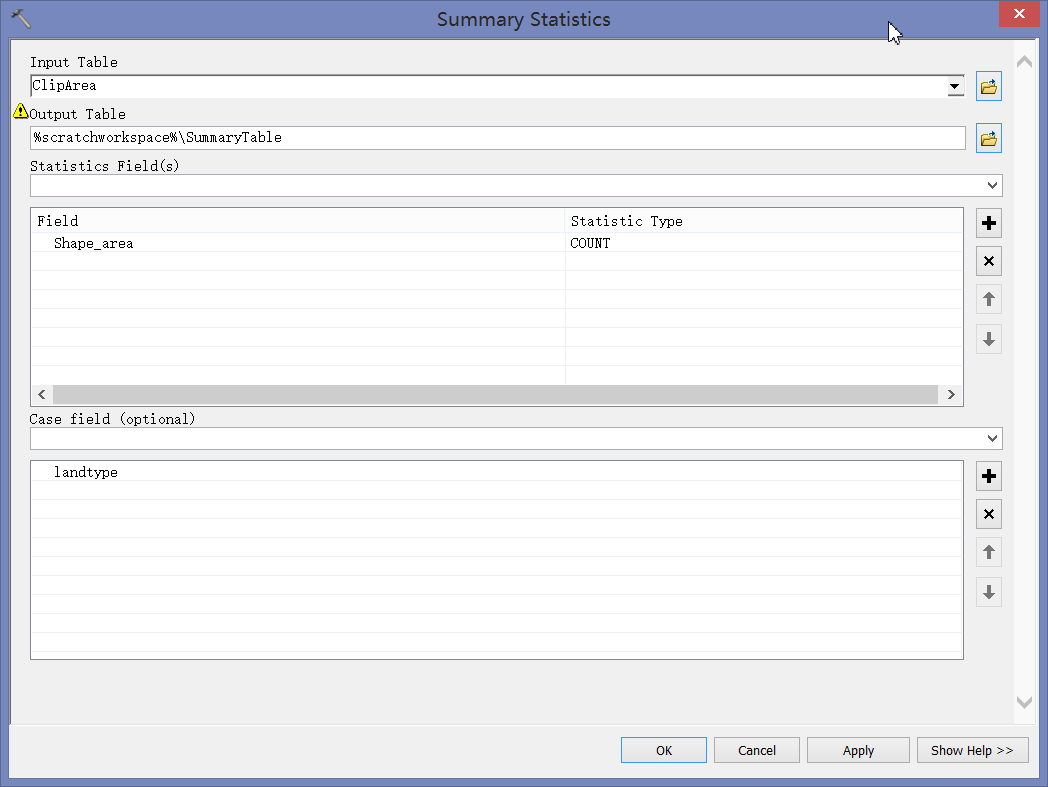 Summary Statistics
Input Table
ClipArea
Output Table
%scratchworkspace%\SummaryTable
Statistics Field(s)
Field Statistic Type
Shape_area COUNT
Case field (optional)
landtype
OK Cancel Apply Show Help >>